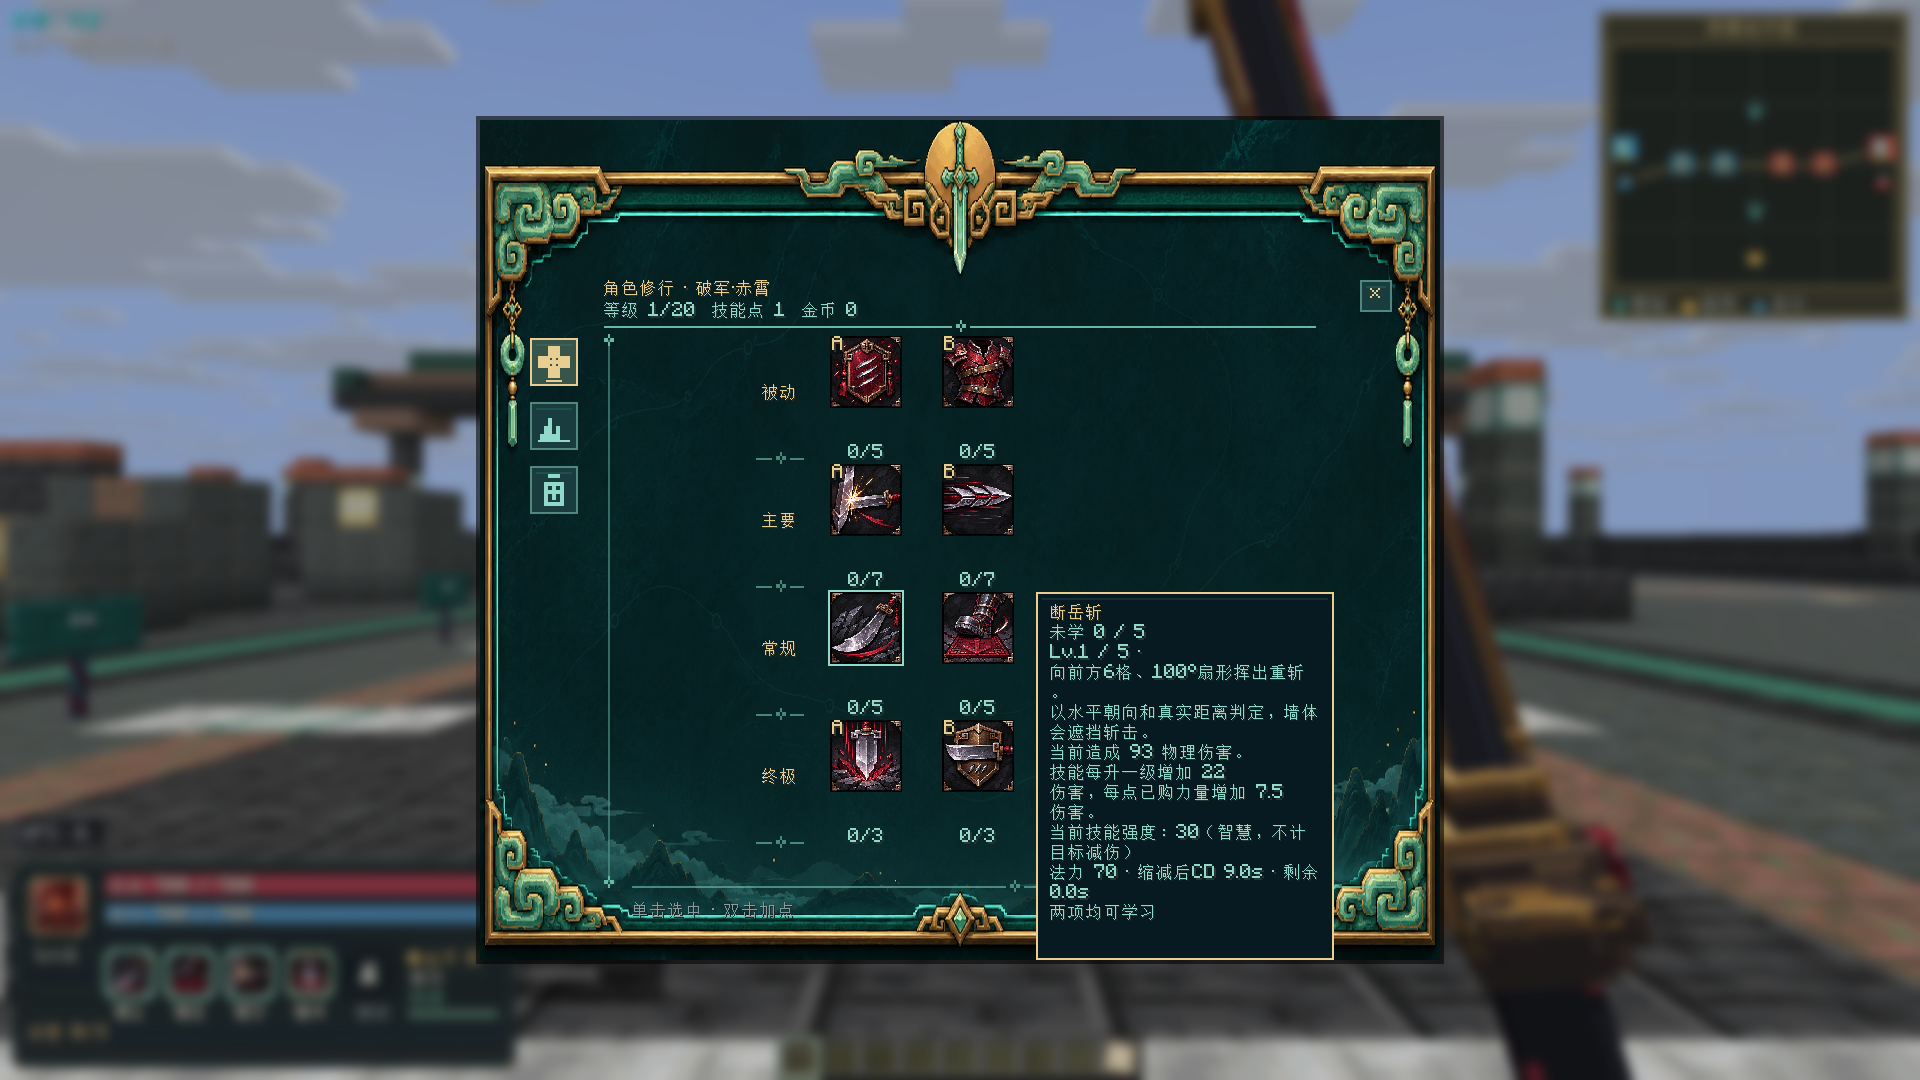 角色修行 · 破军·赤霄
等级 1/20 技能点 1 金币 0
×
A B
被动
0/5 0/5
A B
主要
0/7 0/7
常规
0/5 0/5
A B
终极
0/3 0/3
单击选中 · 双击加点
断岳斩
未学 0 / 5
Lv.1 / 5 ·
向前方6格、100°扇形挥出重斩
。
以水平朝向和真实距离判定，墙体
会遮挡斩击。
当前造成 93 物理伤害。
技能每升一级增加 22
伤害，每点已购力量增加 7.5
伤害。
当前技能强度：30（智慧，不计
目标减伤）
法力 70 · 缩减后CD 9.0s · 剩余
0.0s
两项均可学习